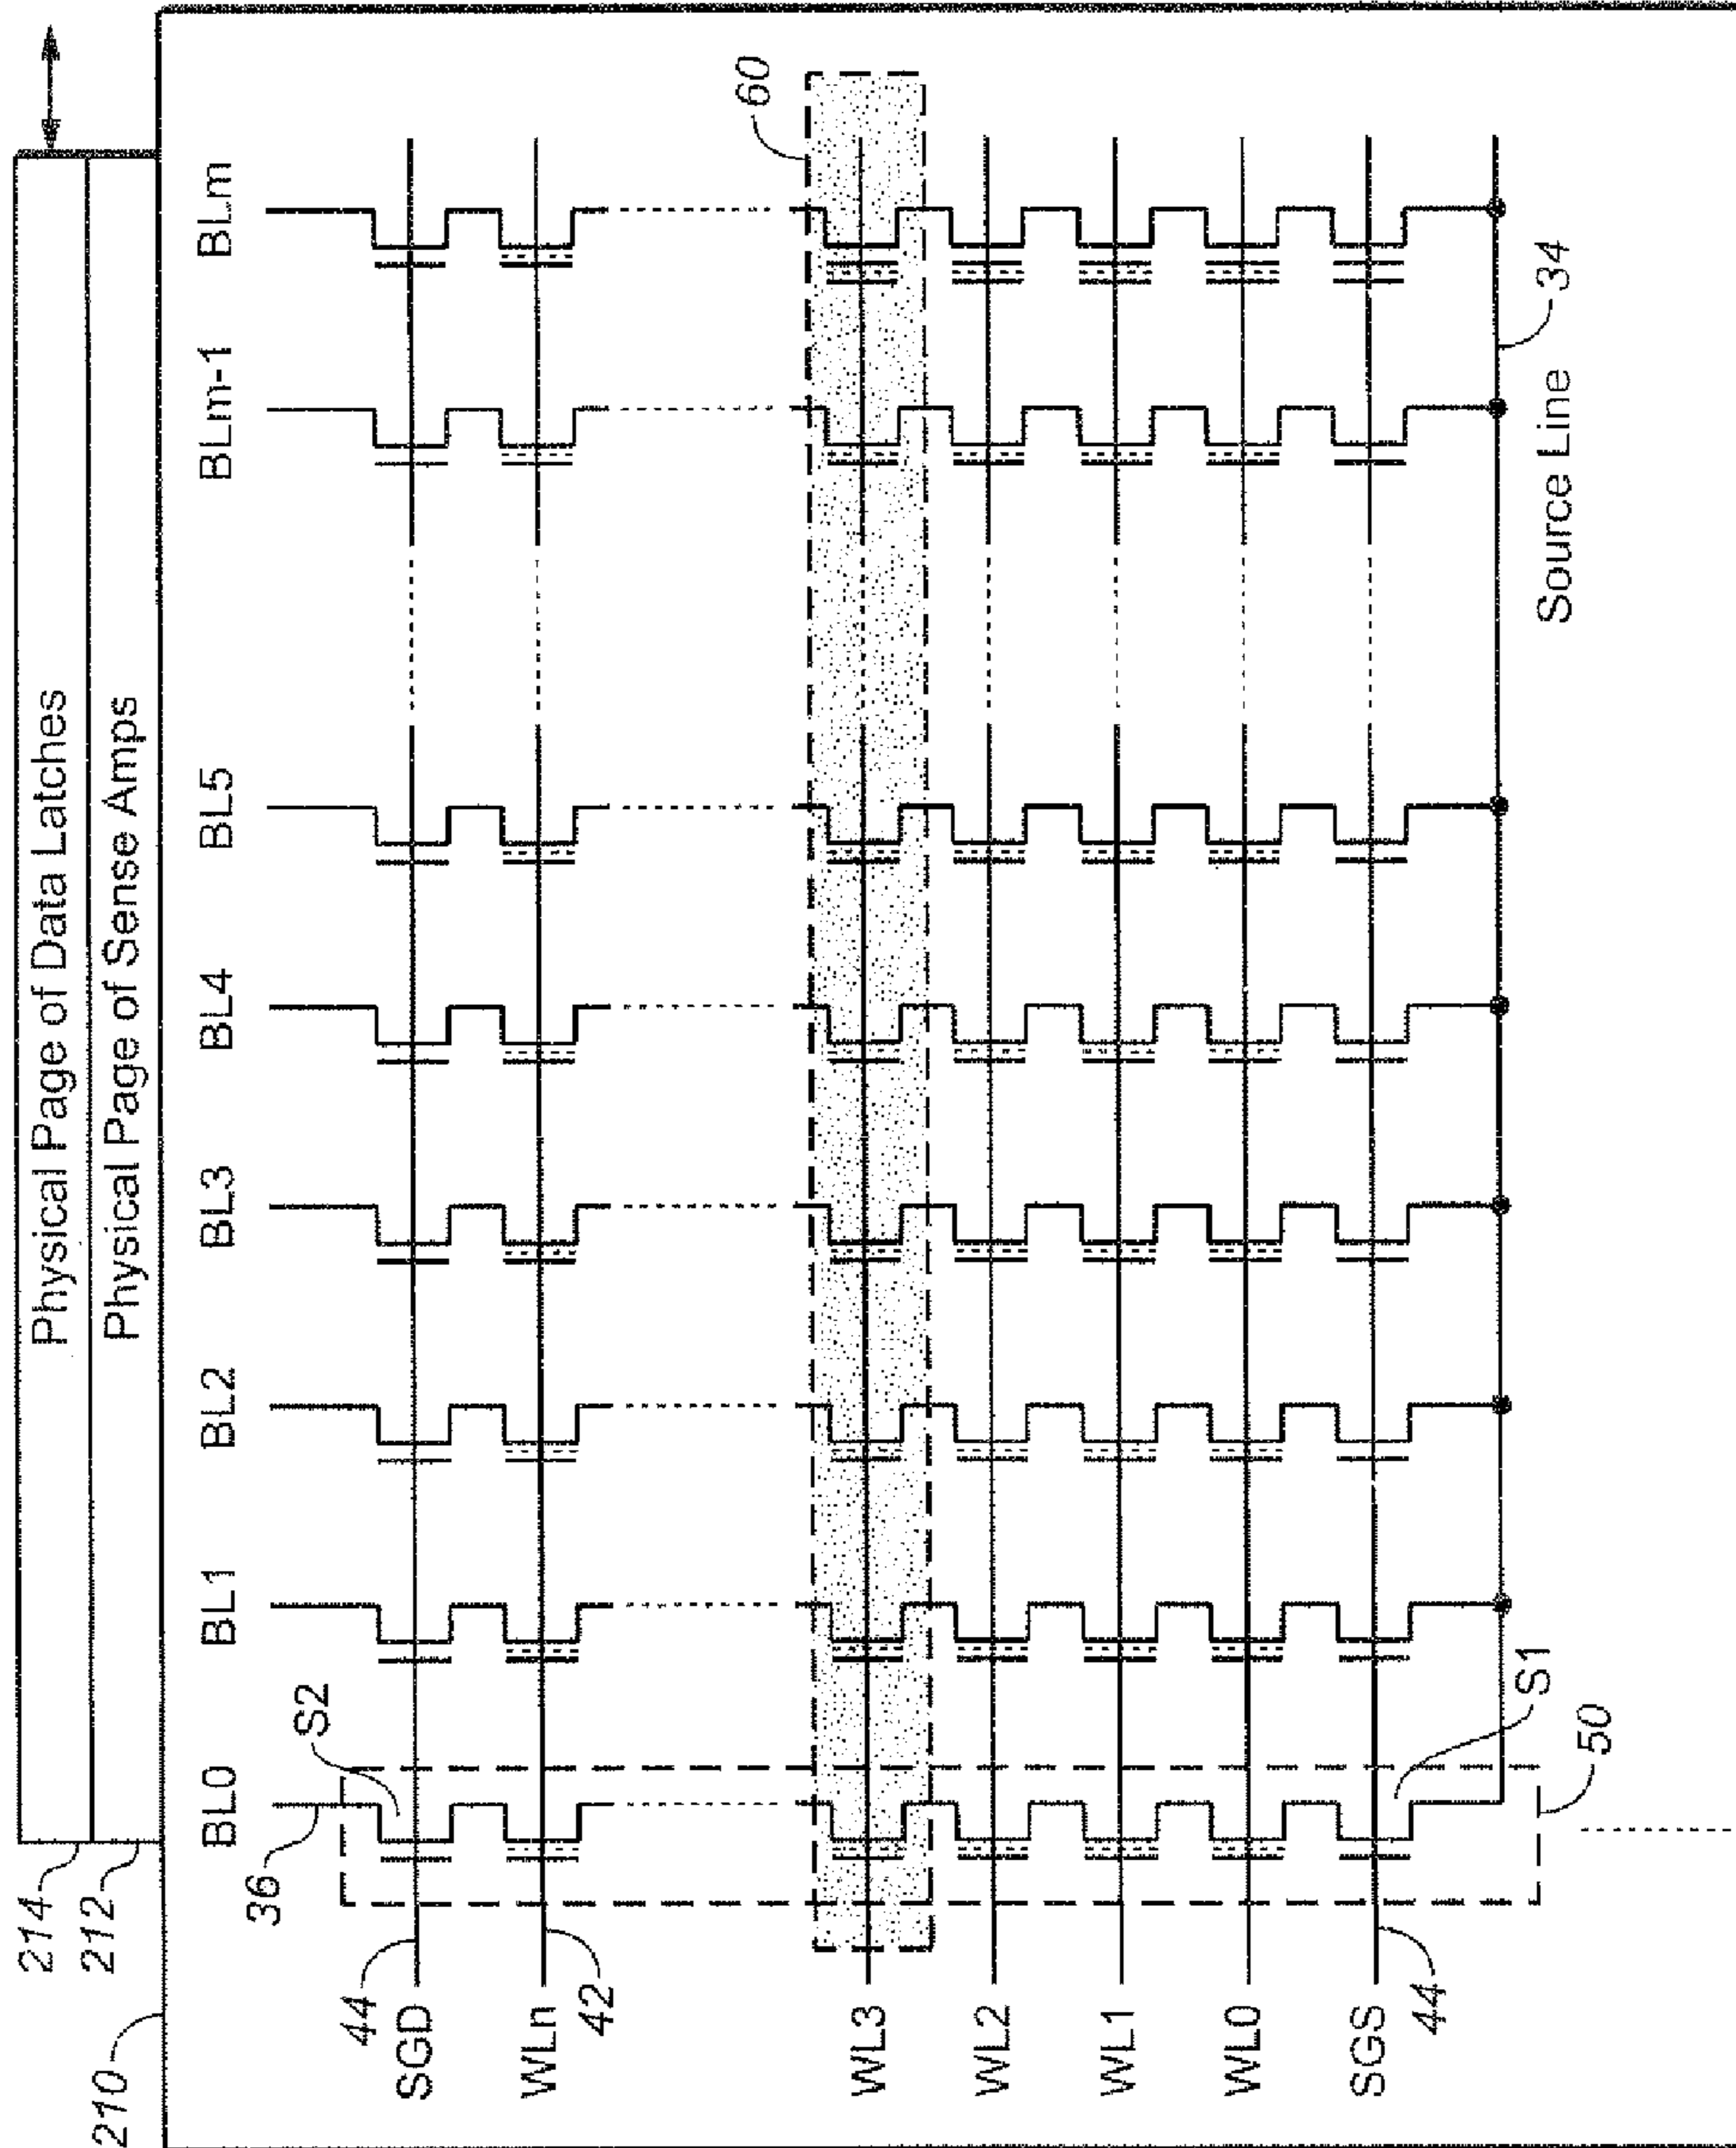 Physical Page of Data Latches
Physical Page of Sense Amps
214
212
210
BL0
BL1
BL2
BL3
BL4
BL5
BLm-1
BLm
36
S2
60
44
SGD
WLn
42
WL3
WL2
WL1
WL0
SGS
44
S1
50
Source Line
34